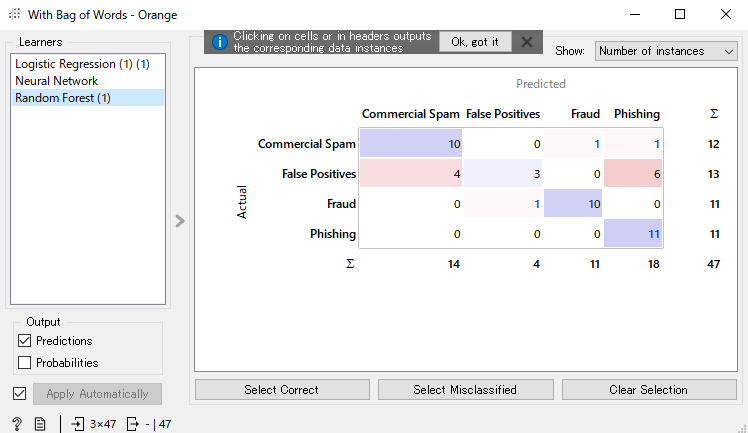 With Bag of Words - Orange
Learners
Logistic Regression (1) (1)
Neural Network
Random Forest (1)
Output
Predictions
Probabilities
Apply Automatically
3×47
- | 47
Clicking on cells or in headers outputs
the corresponding data instances
Ok, got it
Show: Number of instances
Predicted
Commercial Spam False Positives Fraud Phishing Σ
Actual
Commercial Spam 10 0 1 1 12
False Positives 4 3 0 6 13
Fraud 0 1 10 0 11
Phishing 0 0 0 11 11
Σ 14 4 11 18 47
Select Correct Select Misclassified Clear Selection